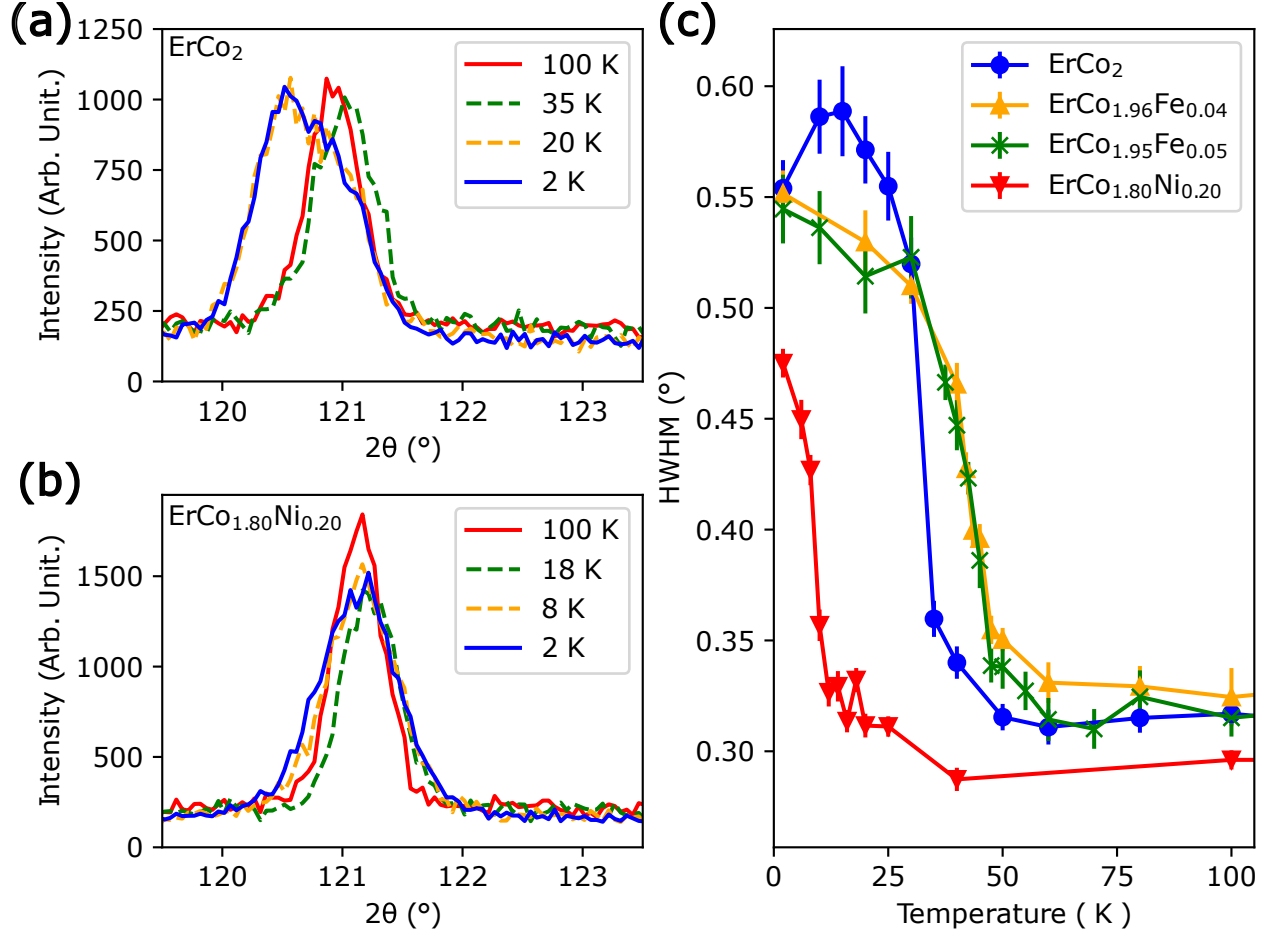 (a)
ErCo₂
1250
1000
750
500
250
0
Intensity (Arb. Unit.)
100 K
35 K
20 K
2 K
120 121 122 123
2θ (°)
(b)
ErCo₁.₈₀Ni₀.₂₀
1500
1000
500
0
Intensity (Arb. Unit.)
100 K
18 K
8 K
2 K
120 121 122 123
2θ (°)
(c)
0.60
0.55
0.50
0.45
0.40
0.35
0.30
HWHM (°)
ErCo₂
ErCo₁.₉₆Fe₀.₀₄
ErCo₁.₉₅Fe₀.₀₅
ErCo₁.₈₀Ni₀.₂₀
0 25 50 75 100
Temperature ( K )